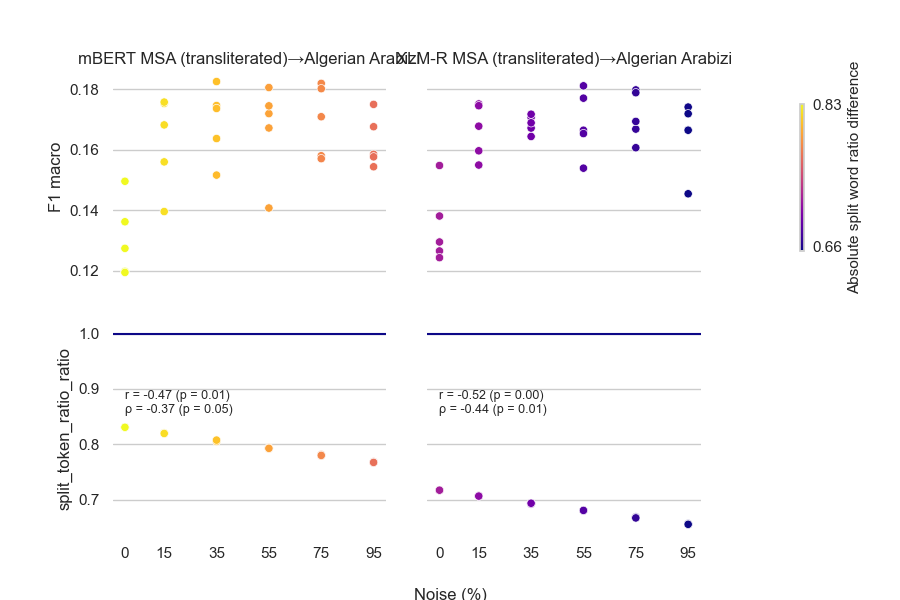 mBERT MSA (transliterated)→Algerian Arabizi
XLM-R MSA (transliterated)→Algerian Arabizi
0.18
0.16
0.14
0.12
F1 macro
1.0
0.9
0.8
0.7
split_token_ratio_ratio
r = -0.47 (p = 0.01)
ρ = -0.37 (p = 0.05)
r = -0.52 (p = 0.00)
ρ = -0.44 (p = 0.01)
0 15 35 55 75 95
0 15 35 55 75 95
Noise (%)
0.83
0.66
Absolute split word ratio difference